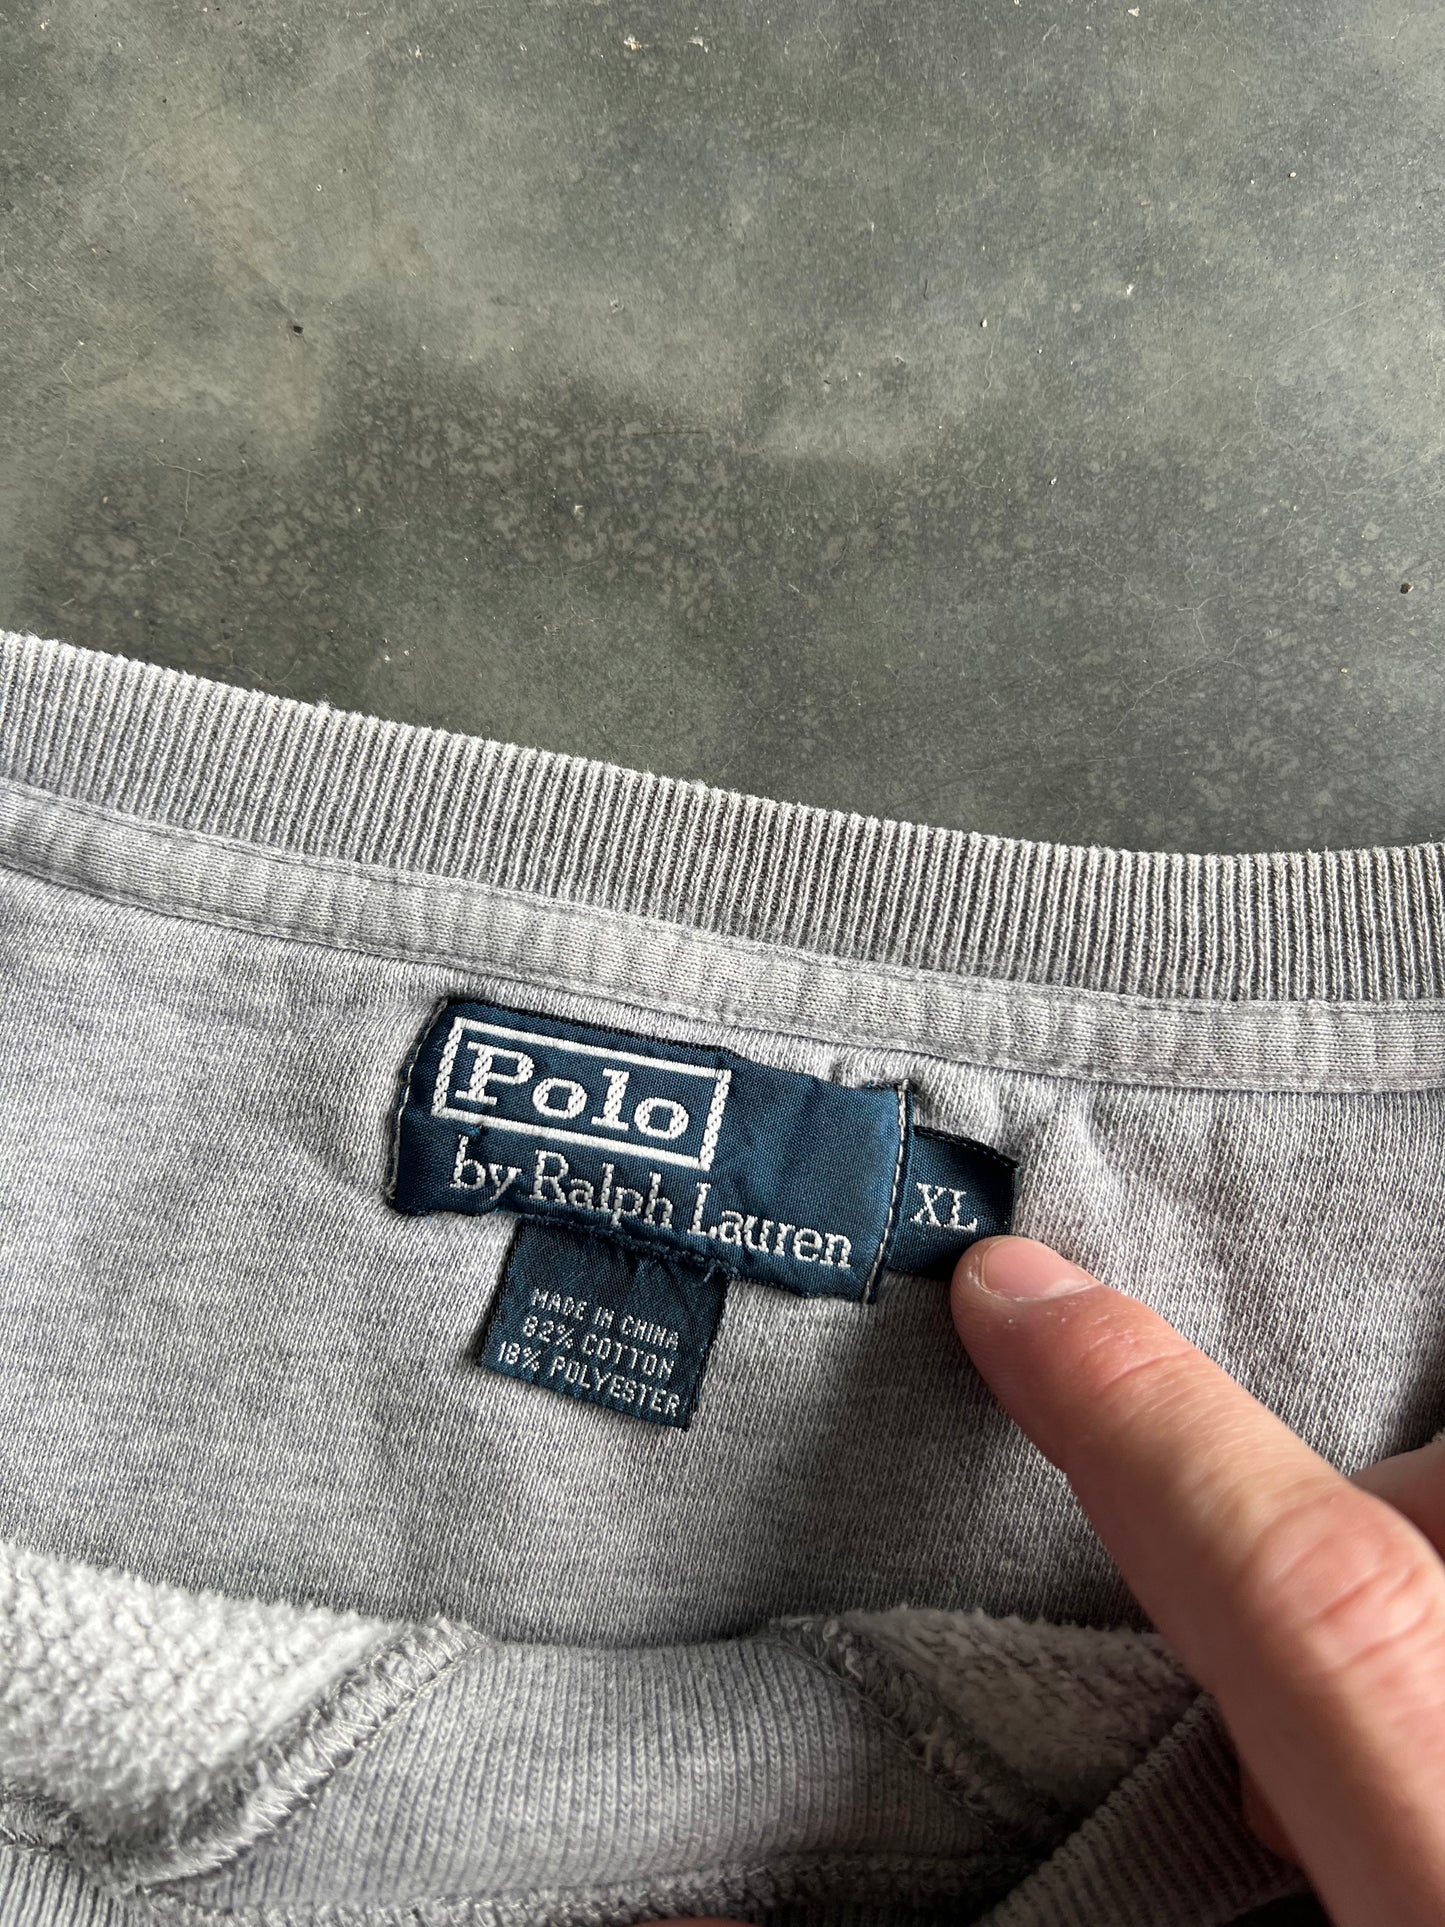 Polo
by Ralph Lauren
XL
MADE IN CHINA
82% COTTON
18% POLYESTER